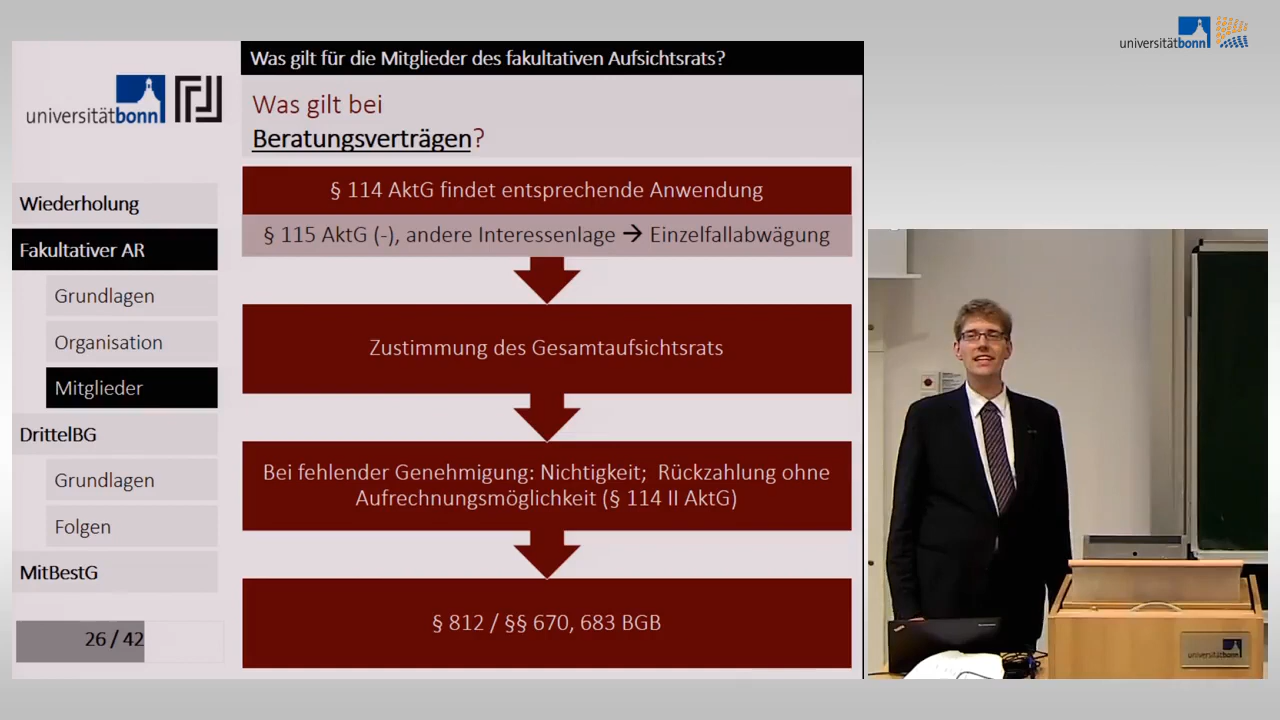 universitätbonn
Was gilt für die Mitglieder des fakultativen Aufsichtsrats?
universitätbonn
Was gilt bei
Beratungsverträgen?
Wiederholung
Fakultativer AR
Grundlagen
Organisation
Mitglieder
DrittelBG
Grundlagen
Folgen
MitBestG
26 / 42
§ 114 AktG findet entsprechende Anwendung
§ 115 AktG (-), andere Interessenlage → Einzelfallabwägung
Zustimmung des Gesamtaufsichtsrats
Bei fehlender Genehmigung: Nichtigkeit; Rückzahlung ohne
Aufrechnungsmöglichkeit (§ 114 II AktG)
§ 812 / §§ 670, 683 BGB
universitätbonn